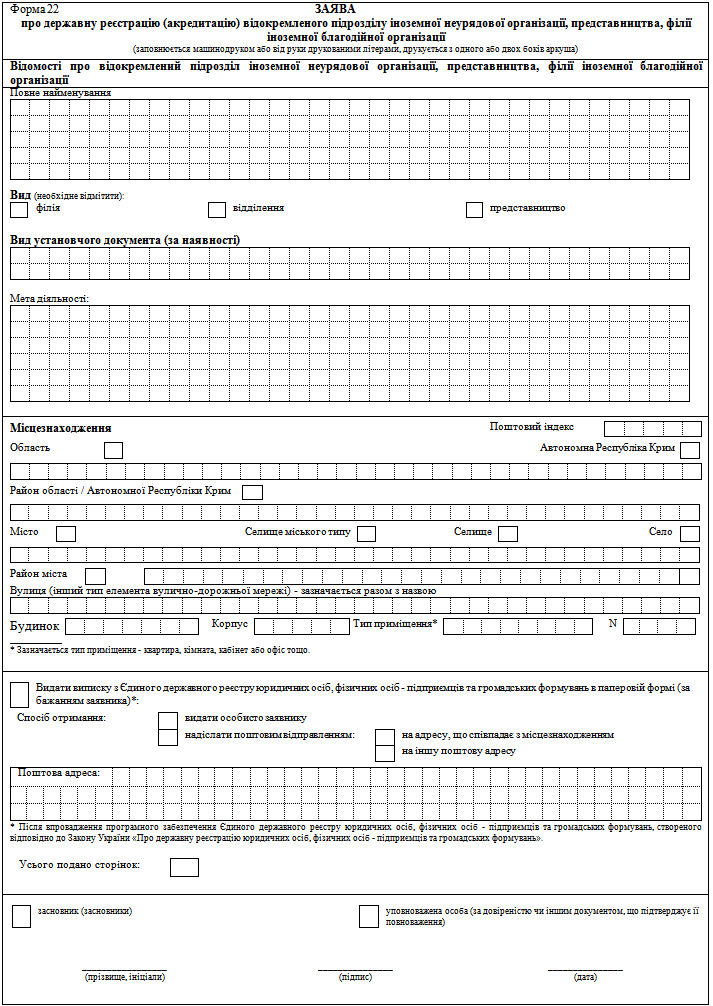 Форма 22
ЗАЯВА
про державну реєстрацію (акредитацію) відокремленого підрозділу іноземної неурядової організації, представництва, філії
іноземної благодійної організації
(заповнюється машинодруком або від руки друкованими літерами, друкується з одного або двох боків аркуша)
Відомості про відокремлений підрозділ іноземної неурядової організації, представництва, філії іноземної благодійної
організації
Повне найменування
Вид (необхідне відмітити):
філія відділення представництво
Вид установчого документа (за наявності)
Мета діяльності:
Місцезнаходження Поштовий індекс
Область Автономна Республіка Крим
Район області / Автономної Республіки Крим
Місто Селище міського типу Селище Село
Район міста
Вулиця (інший тип елемента вулично-дорожньої мережі) - зазначається разом з назвою
Будинок Корпус Тип приміщення* N
* Зазначається тип приміщення - квартира, кімната, кабінет або офіс тощо.
Видати виписку з Єдиного державного реєстру юридичних осіб, фізичних осіб - підприємців та громадських формувань в паперовій формі (за
бажанням заявника)*:
Спосіб отримання: видати особисто заявнику
надіслати поштовим відправленням: на адресу, що співпадає з місцезнаходженням
на іншу поштову адресу
Поштова адреса:
* Після впровадження програмного забезпечення Єдиного державного реєстру юридичних осіб, фізичних осіб - підприємців та громадських формувань, створеного
відповідно до Закону України «Про державну реєстрацію юридичних осіб, фізичних осіб - підприємців та громадських формувань».
Усього подано сторінок:
засновник (засновники) уповноважена особа (за довіреністю чи іншим документом, що підтверджує її
повноваження)
(прізвище, ініціали) (підпис) (дата)